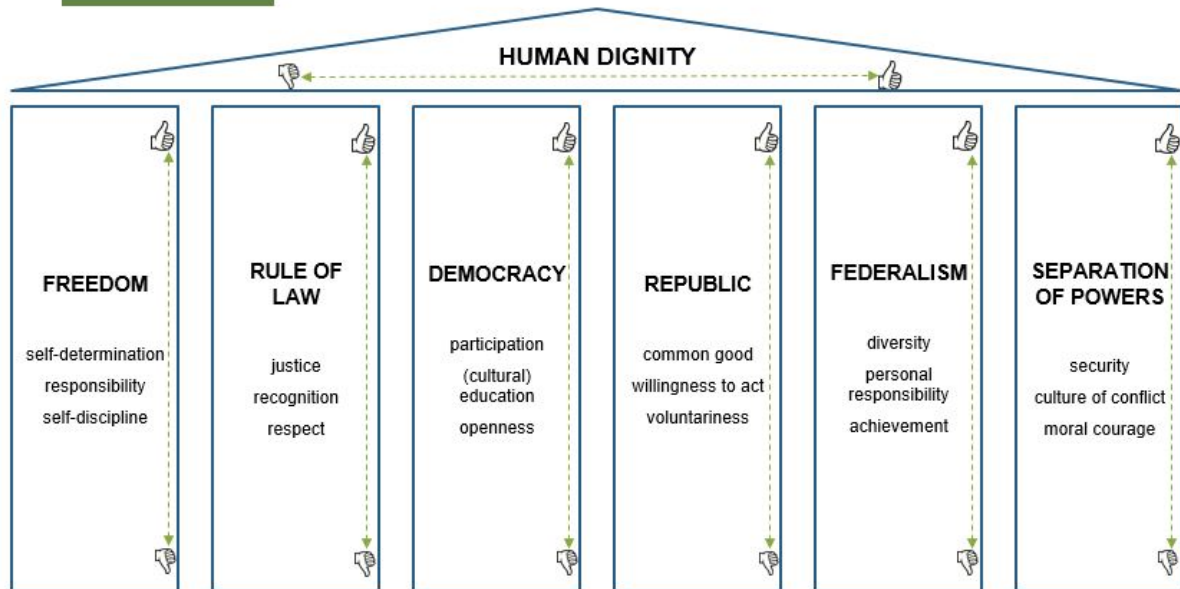 HUMAN DIGNITY
FREEDOM
self-determination
responsibility
self-discipline
RULE OF
LAW
justice
recognition
respect
DEMOCRACY
participation
(cultural)
education
openness
REPUBLIC
common good
willingness to act
voluntariness
FEDERALISM
diversity
personal
responsibility
achievement
SEPARATION
OF POWERS
security
culture of conflict
moral courage